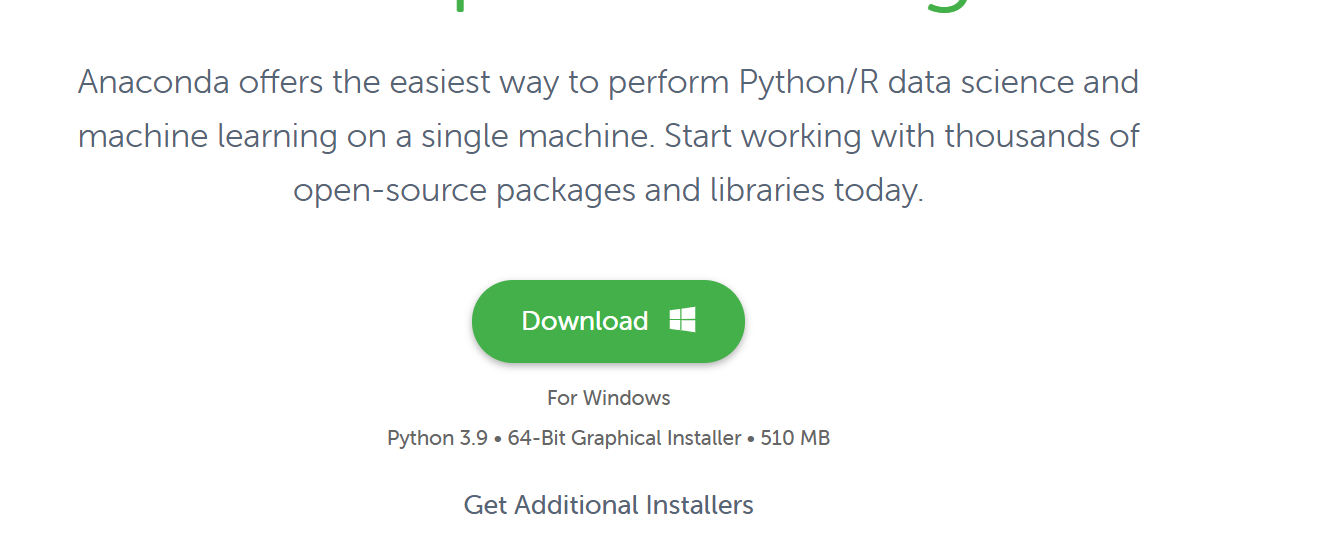 Anaconda offers the easiest way to perform Python/R data science and
machine learning on a single machine. Start working with thousands of
open-source packages and libraries today.
Download
For Windows
Python 3.9 • 64-Bit Graphical Installer • 510 MB
Get Additional Installers